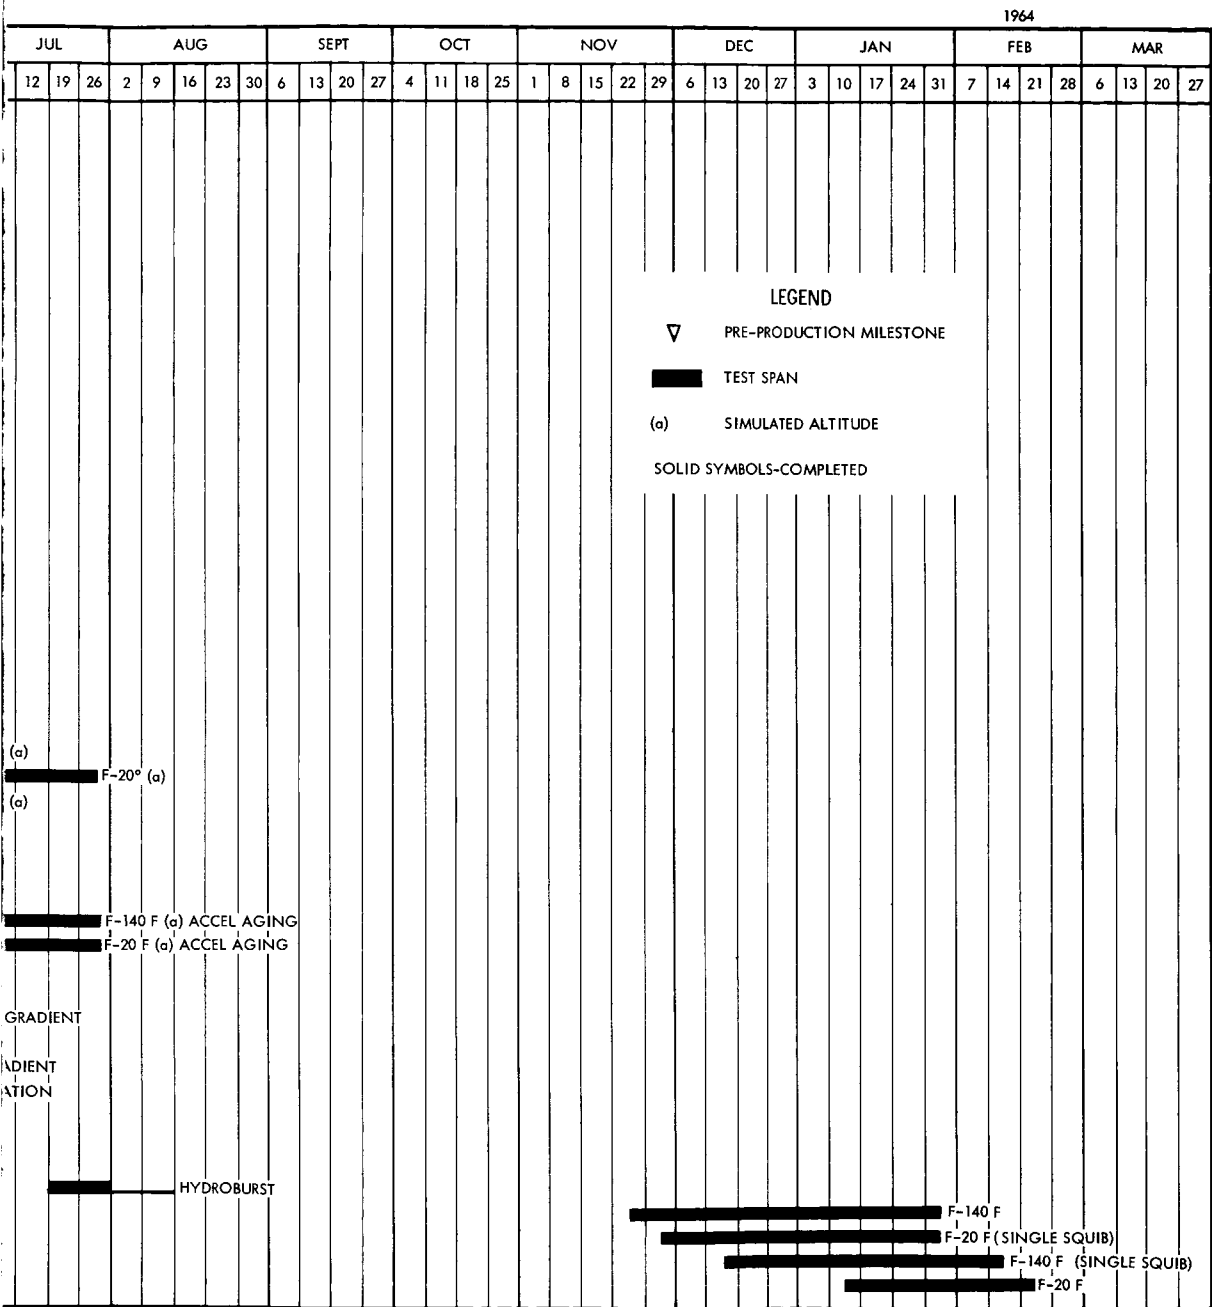 1964
JUL AUG SEPT OCT NOV DEC JAN FEB MAR
12 19 26 2 9 16 23 30 6 13 20 27 4 11 18 25 1 8 15 22 29 6 13 20 27 3 10 17 24 31 7 14 21 28 6 13 20 27
LEGEND
PRE-PRODUCTION MILESTONE
TEST SPAN
(a) SIMULATED ALTITUDE
SOLID SYMBOLS-COMPLETED
(a)
F-20° (a)
(a)
F-140 F (a) ACCEL AGING
F-20 F (a) ACCEL AGING
GRADIENT
ADIENT
ATION
HYDROBURST
F-140 F
F-20 F (SINGLE SQUIB)
F-140 F (SINGLE SQUIB)
F-20 F